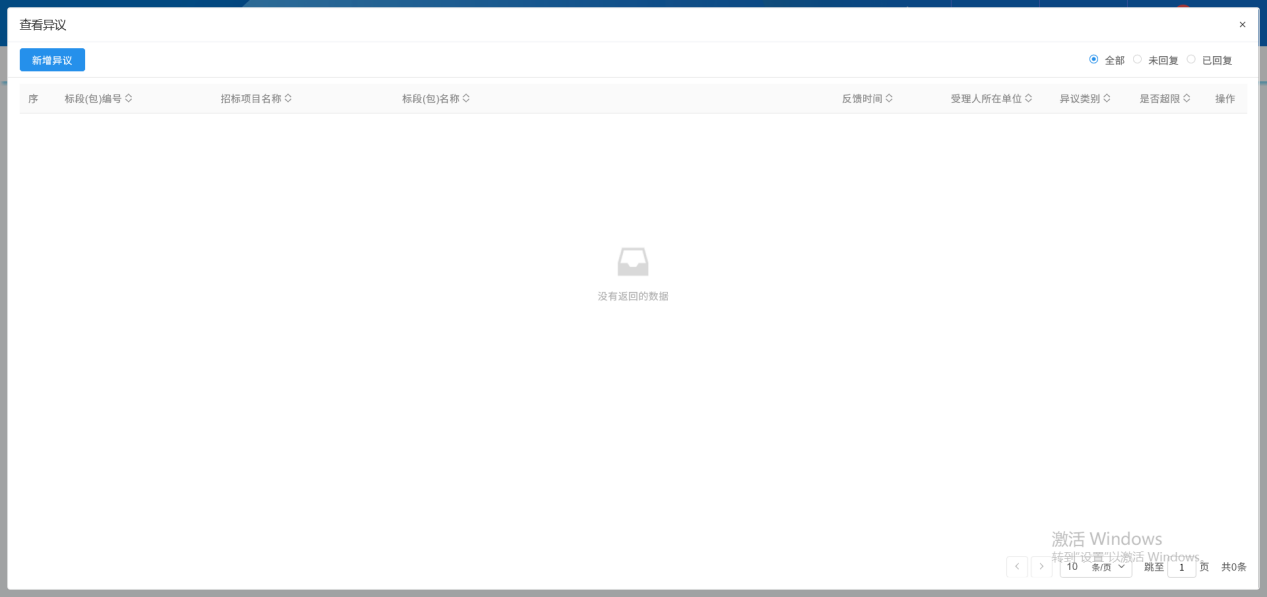 查看异议
×
新增异议
全部 未回复 已回复
序 标段(包)编号 招标项目名称 标段(包)名称 反馈时间 受理人所在单位 异议类别 是否超限 操作
没有返回的数据
激活 Windows
转到"设置"以激活 Windows。
10 条/页 跳至 1 页 共0条